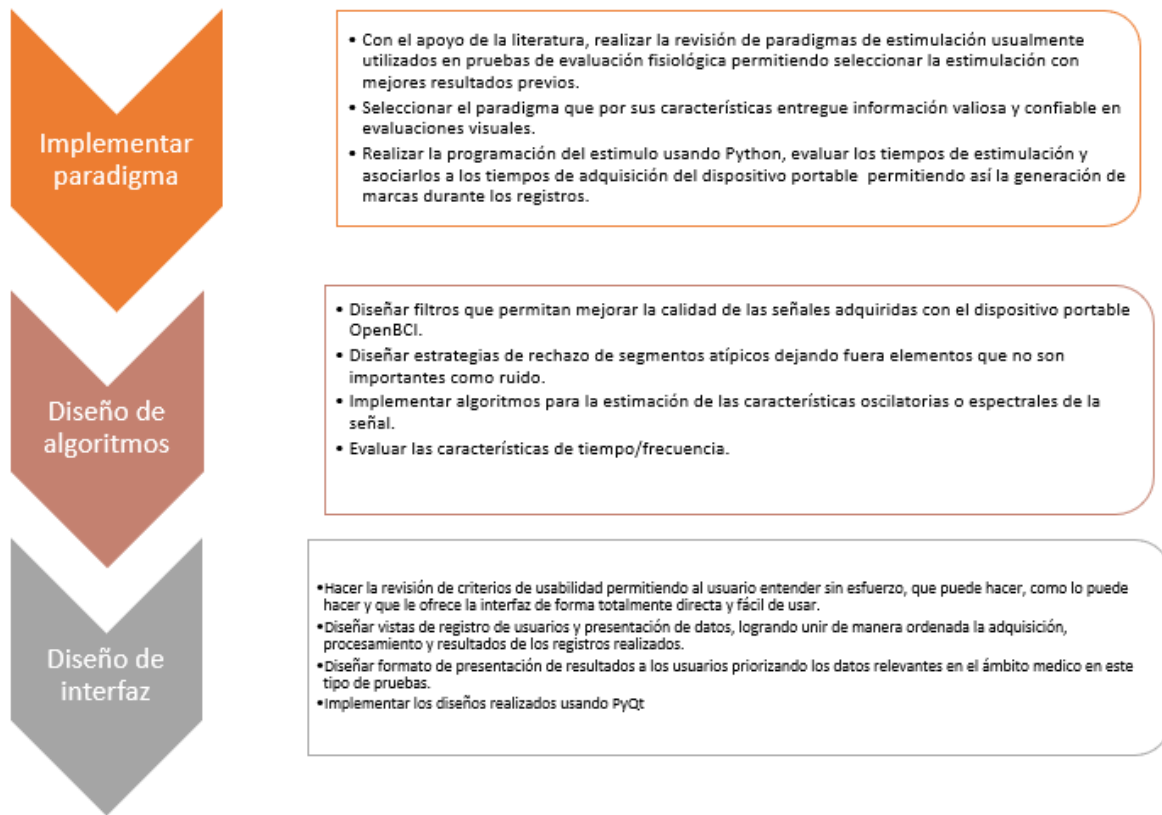 Implementar
paradigma
• Con el apoyo de la literatura, realizar la revisión de paradigmas de estimulación usualmente
utilizados en pruebas de evaluación fisiológica permitiendo seleccionar la estimulación con
mejores resultados previos.
• Seleccionar el paradigma que por sus características entregue información valiosa y confiable en
evaluaciones visuales.
• Realizar la programación del estimulo usando Python, evaluar los tiempos de estimulación y
asociarlos a los tiempos de adquisición del dispositivo portable permitiendo así la generación de
marcas durante los registros.
Diseño de
algoritmos
• Diseñar filtros que permitan mejorar la calidad de las señales adquiridas con el dispositivo portable
OpenBCI.
• Diseñar estrategias de rechazo de segmentos atípicos dejando fuera elementos que no son
importantes como ruido.
• Implementar algoritmos para la estimación de las características oscilatorias o espectrales de la
señal.
• Evaluar las características de tiempo/frecuencia.
Diseño de
interfaz
•Hacer la revisión de criterios de usabilidad permitiendo al usuario entender sin esfuerzo, que puede hacer, como lo puede
hacer y que le ofrece la interfaz de forma totalmente directa y fácil de usar.
•Diseñar vistas de registro de usuarios y presentación de datos, logrando unir de manera ordenada la adquisición,
procesamiento y resultados de los registros realizados.
•Diseñar formato de presentación de resultados a los usuarios priorizando los datos relevantes en el ámbito medico en este
tipo de pruebas.
•Implementar los diseños realizados usando PyQt